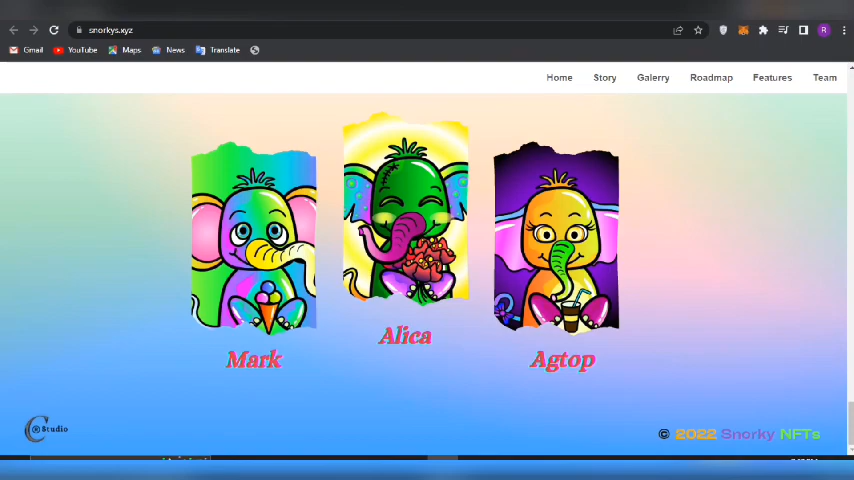 snorkys.xyz
R
Gmail YouTube Maps News Translate
Home Story Galerry Roadmap Features Team
Alica
Mark Agtop
C R Studio
© 2022 Snorky NFTs